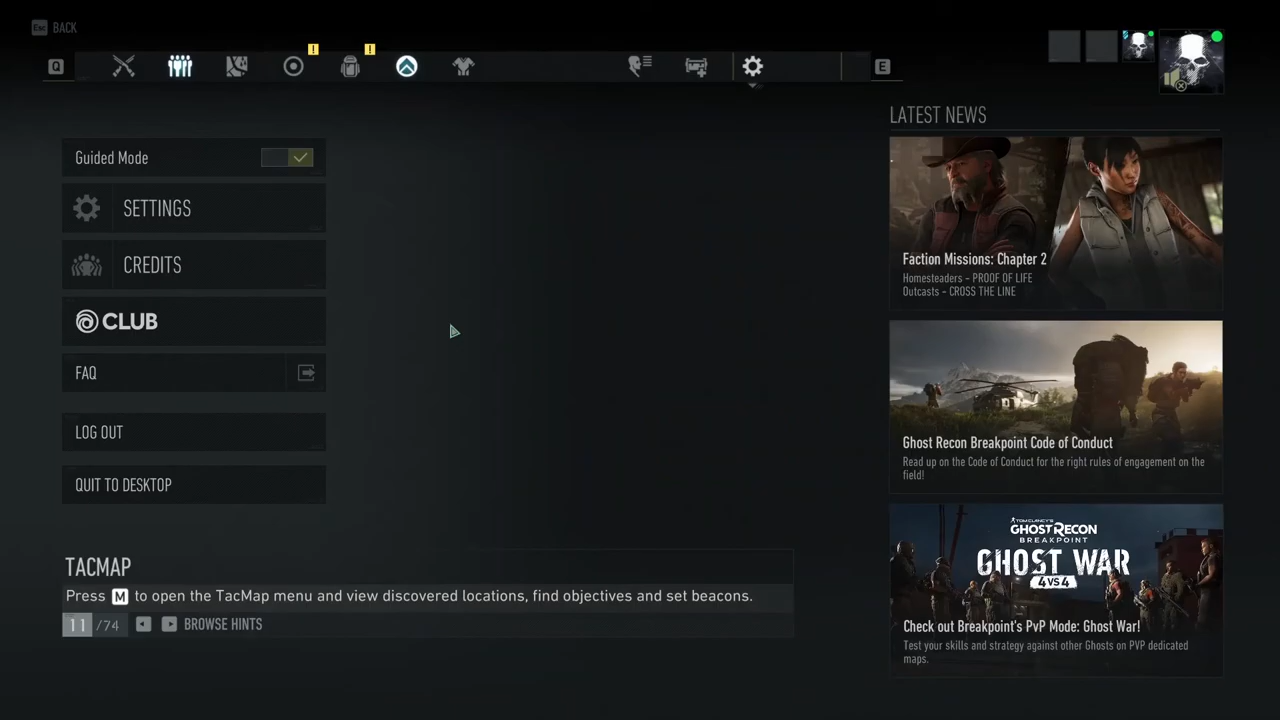 Esc BACK
Q
!
!
E
Guided Mode
SETTINGS
CREDITS
CLUB
FAQ
LOG OUT
QUIT TO DESKTOP
TACMAP
Press M to open the TacMap menu and view discovered locations, find objectives and set beacons.
11 /74 BROWSE HINTS
LATEST NEWS
Faction Missions: Chapter 2
Homesteaders - PROOF OF LIFE
Outcasts - CROSS THE LINE
Ghost Recon Breakpoint Code of Conduct
Read up on the Code of Conduct for the right rules of engagement on the
field!
TOM CLANCY'S
GHOST RECON
BREAKPOINT
GHOST WAR
4 VS 4
Check out Breakpoint's PvP Mode: Ghost War!
Test your skills and strategy against other Ghosts on PVP dedicated
maps.